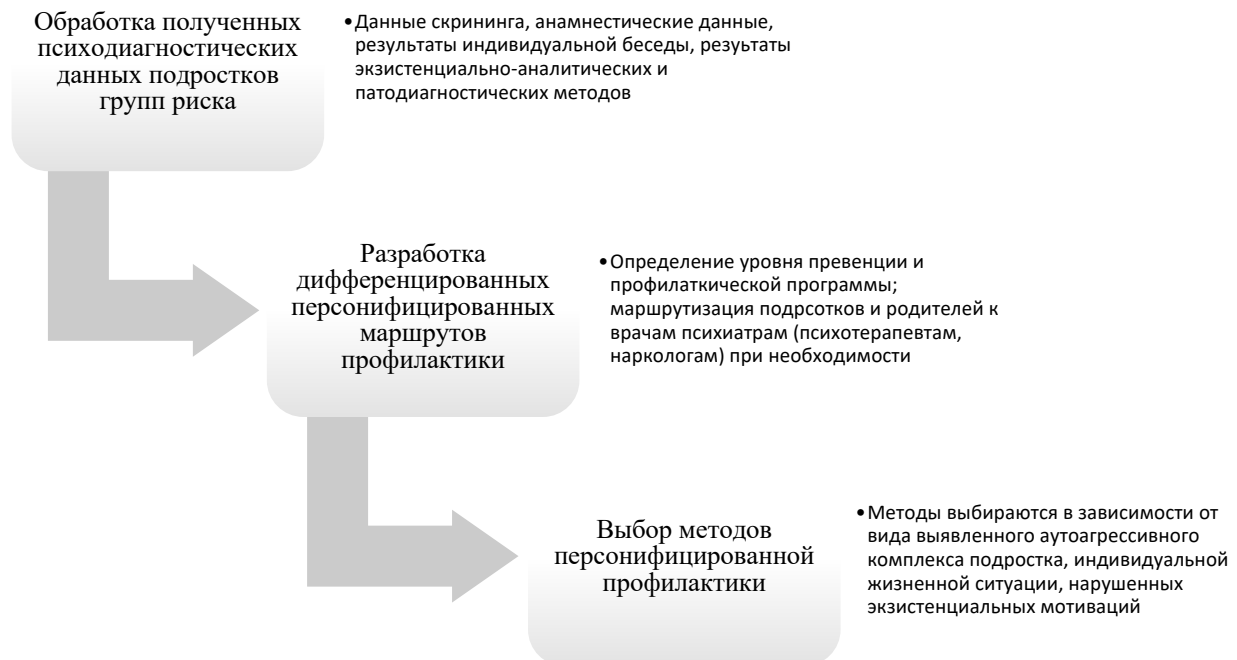 Обработка полученных
психодиагностических
данных подростков
групп риска
•Данные скрининга, анамнестические данные,
результаты индивидуальной беседы, резуьтаты
экзистенциально-аналитических и
патодиагностических методов
Разработка
дифференцированных
персонифицированных
маршрутов
профилактики
•Определение уровня превенции и
профилаткической программы;
маршрутизация подрсотков и родителей к
врачам психиатрам (психотерапевтам,
наркологам) при необходимости
Выбор методов
персонифицированной
профилактики
•Методы выбираются в зависимости от
вида выявленного аутоагрессивного
комплекса подростка, индивидуальной
жизненной ситуации, нарушенных
экзистенциальных мотиваций